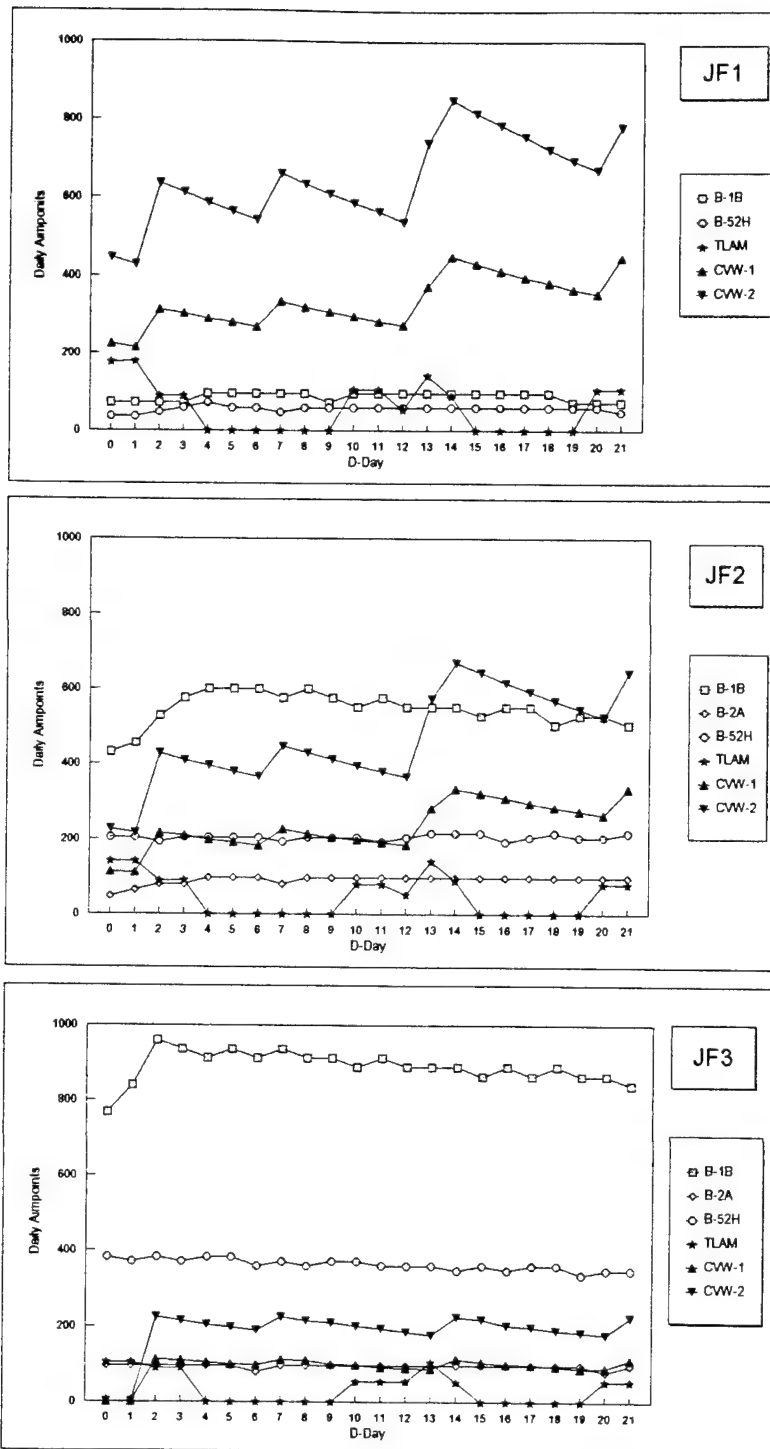 JF1
1000
800
600
400
200
0
Daily Aimpoints
0 1 2 3 4 5 6 7 8 9 10 11 12 13 14 15 16 17 18 19 20 21
D-Day
B-1B
B-52H
TLAM
CVW-1
CVW-2
JF2
1000
800
600
400
200
0
Daily Aimpoints
0 1 2 3 4 5 6 7 8 9 10 11 12 13 14 15 16 17 18 19 20 21
D-Day
B-1B
B-2A
B-52H
TLAM
CVW-1
CVW-2
JF3
1000
800
600
400
200
0
Daily Aimpoints
0 1 2 3 4 5 6 7 8 9 10 11 12 13 14 15 16 17 18 19 20 21
D-Day
B-1B
B-2A
B-52H
TLAM
CVW-1
CVW-2